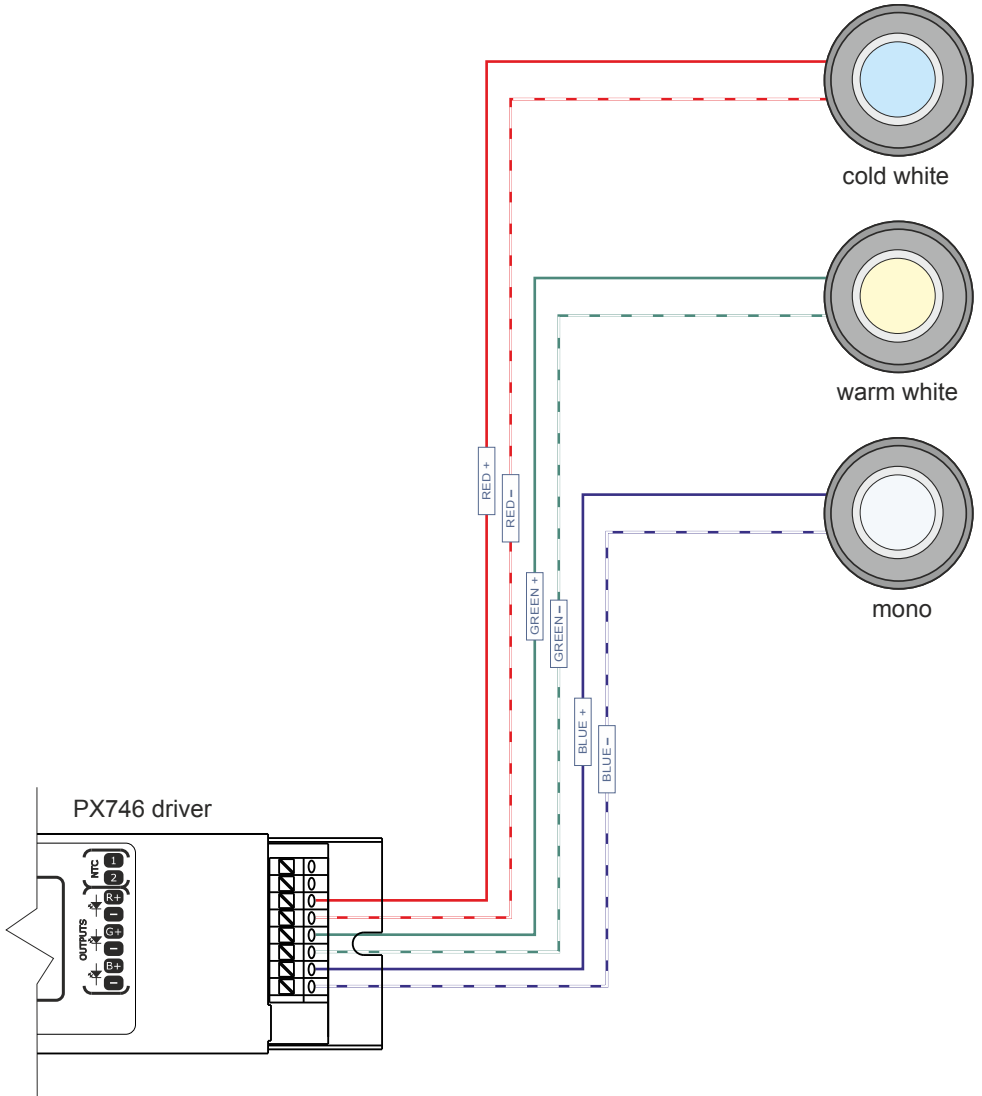 cold white
warm white
mono
RED +
RED –
GREEN +
GREEN –
BLUE +
BLUE –
PX746 driver
NTC
1
2
OUTPUTS
R+
–
G+
–
B+
–